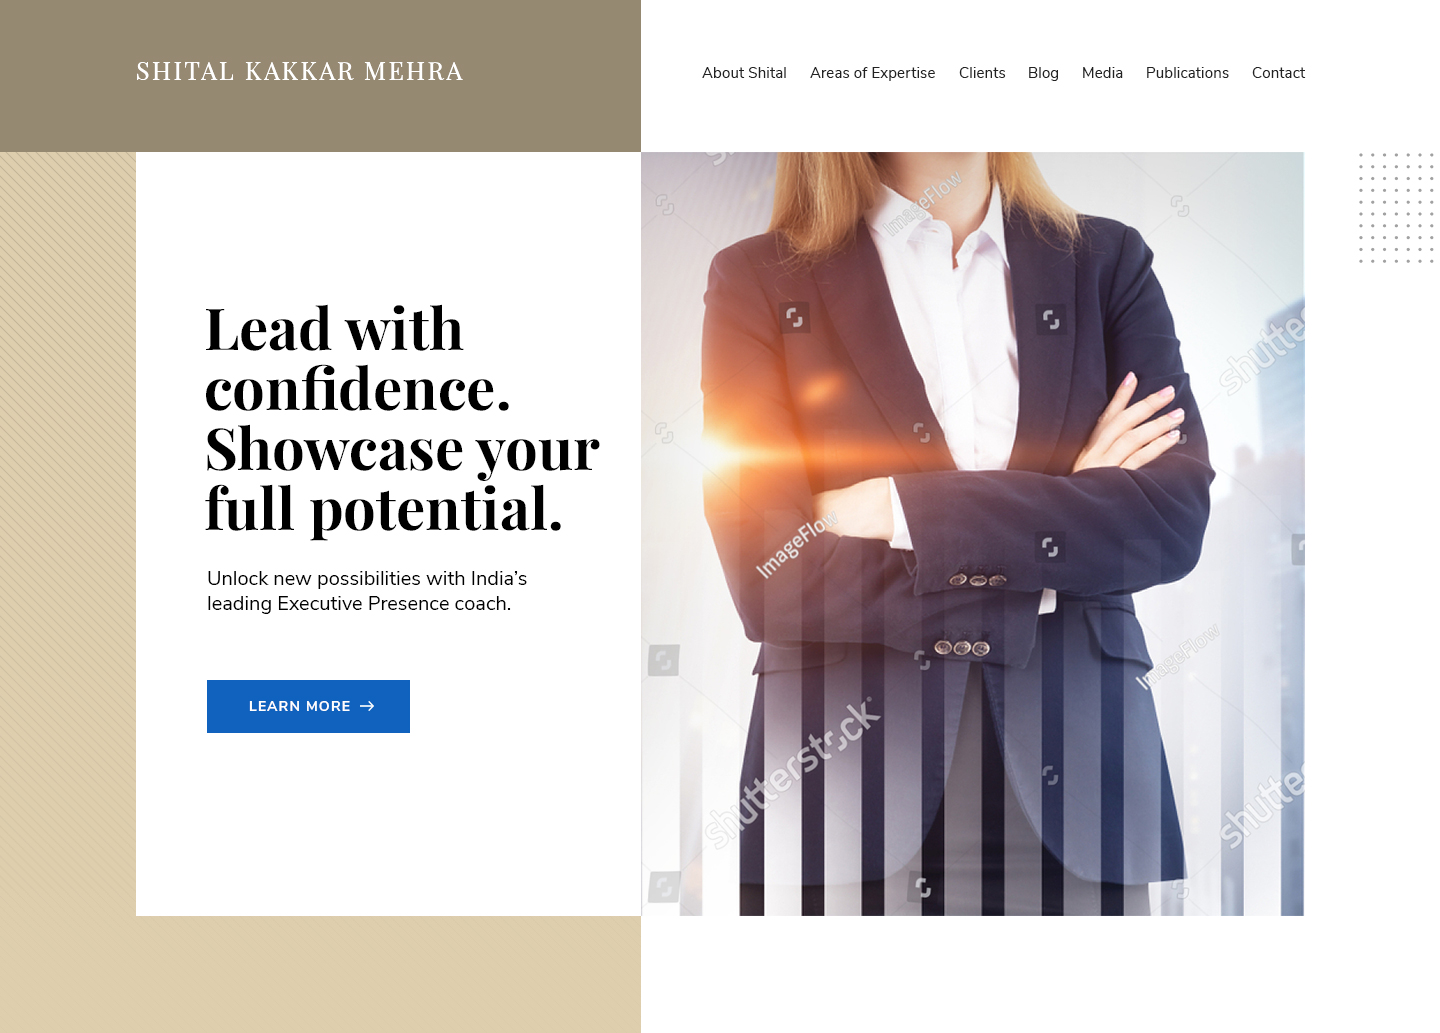 SHITAL KAKKAR MEHRA
About Shital Areas of Expertise Clients Blog Media Publications Contact
Lead with
confidence.
Showcase your
full potential.
Unlock new possibilities with India’s
leading Executive Presence coach.
LEARN MORE →
ImageFlow
shutte
ImageFlow
ImageFlow
shutterstock
shutte